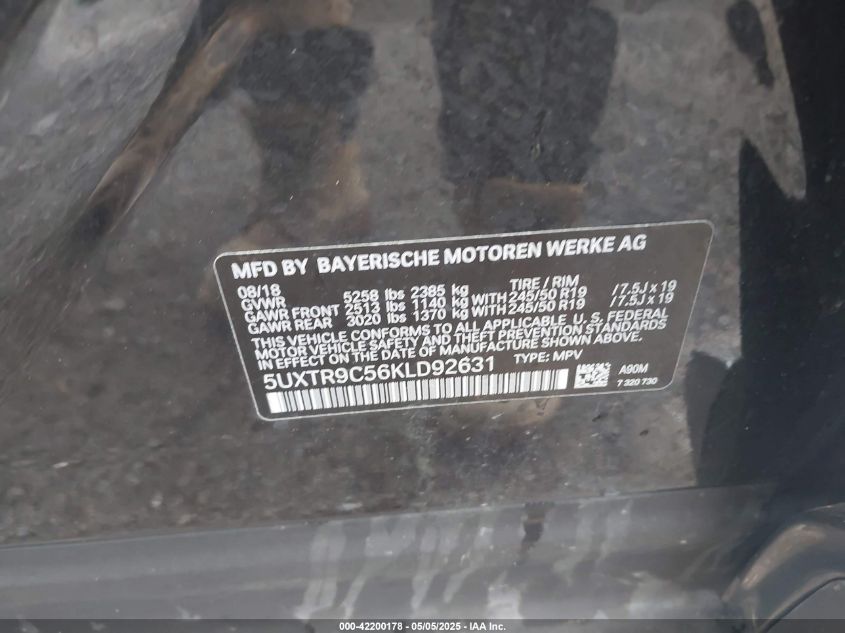 MFD BY BAYERISCHE MOTOREN WERKE AG
08/18 TIRE / RIM
GVWR 5258 lbs 2385 kg
GAWR FRONT 2513 lbs 1140 kg WITH 245/50 R19 /7.5J x 19
GAWR REAR 3020 lbs 1370 kg WITH 245/50 R19 /7.5J x 19
THIS VEHICLE CONFORMS TO ALL APPLICABLE U. S. FEDERAL
MOTOR VEHICLE SAFETY AND THEFT PREVENTION STANDARDS
IN EFFECT ON THE DATE OF MANUFACTURE SHOWN ABOVE.
5UXTR9C56KLD92631 TYPE: MPV
A90M
7 320 730
000-42200178 - 05/05/2025 - IAA Inc.